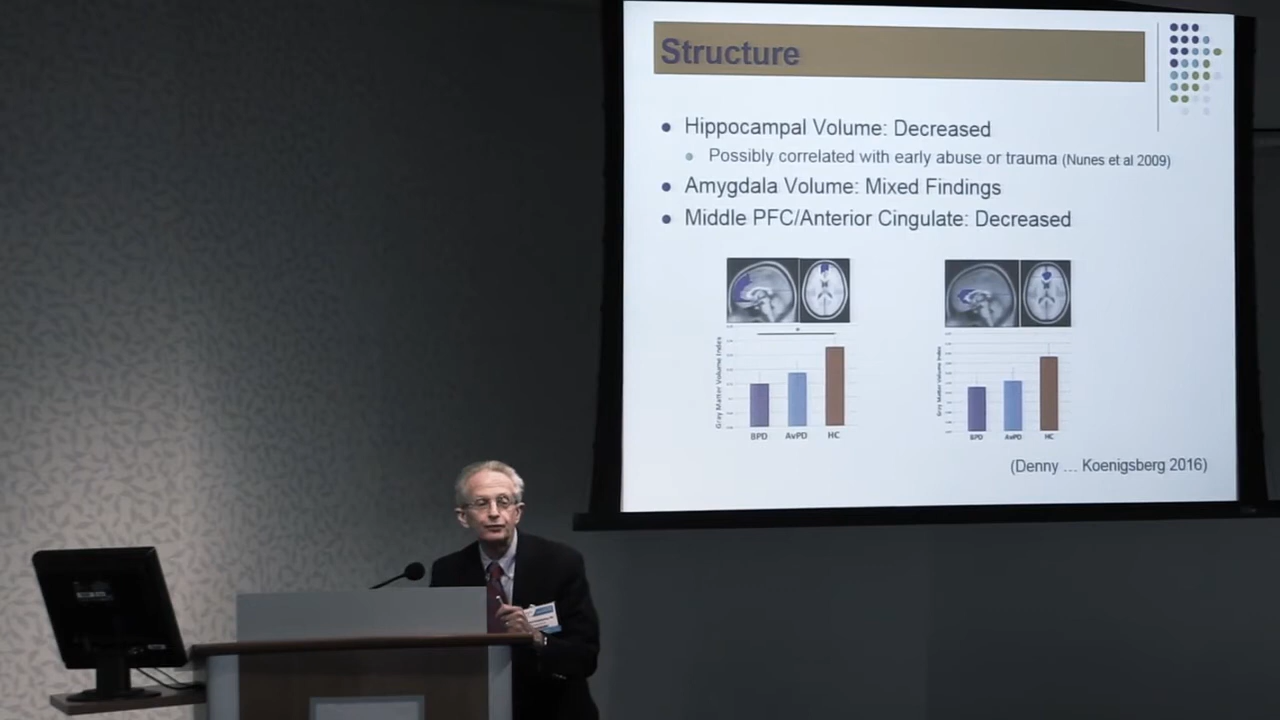 Structure
Hippocampal Volume: Decreased
Possibly correlated with early abuse or trauma (Nunes et al 2009)
Amygdala Volume: Mixed Findings
Middle PFC/Anterior Cingulate: Decreased
*
Gray Matter Volume Index
BPD AvPD HC
Gray Matter Volume Index
BPD AvPD HC
(Denny ... Koenigsberg 2016)